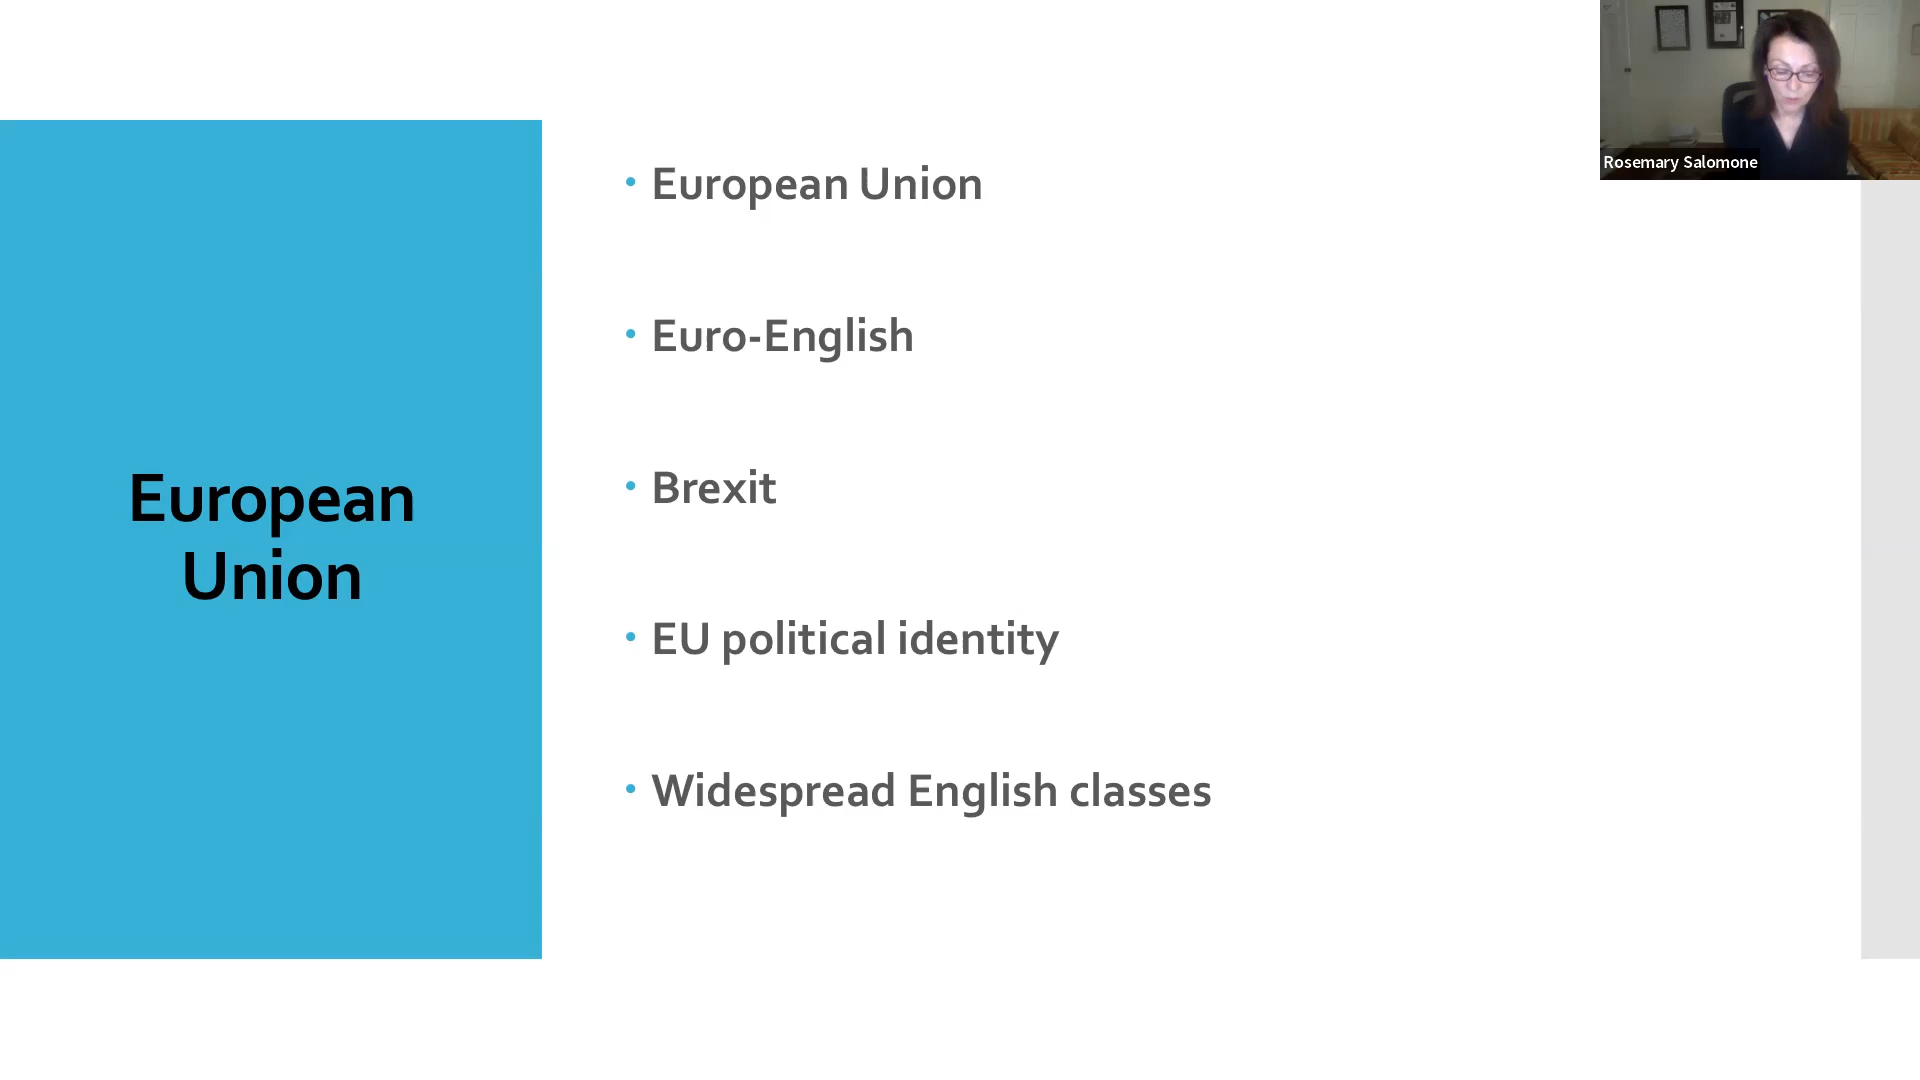 European
Union
• European Union
• Euro-English
• Brexit
• EU political identity
• Widespread English classes
Rosemary Salomone